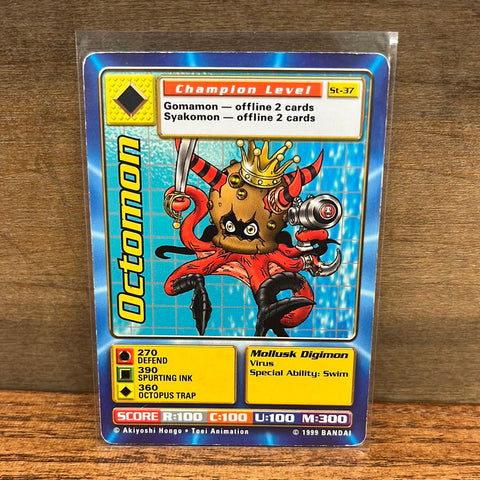 Champion Level
St-37
Gomamon — offline 2 cards
Syakomon — offline 2 cards
Octomon
270
DEFEND
390
SPURTING INK
360
OCTOPUS TRAP
Mollusk Digimon
Virus
Special Ability: Swim
SCORE R:100 C:100 U:100 M:300
© Akiyoshi Hongo • Toei Animation © 1999 BANDAI